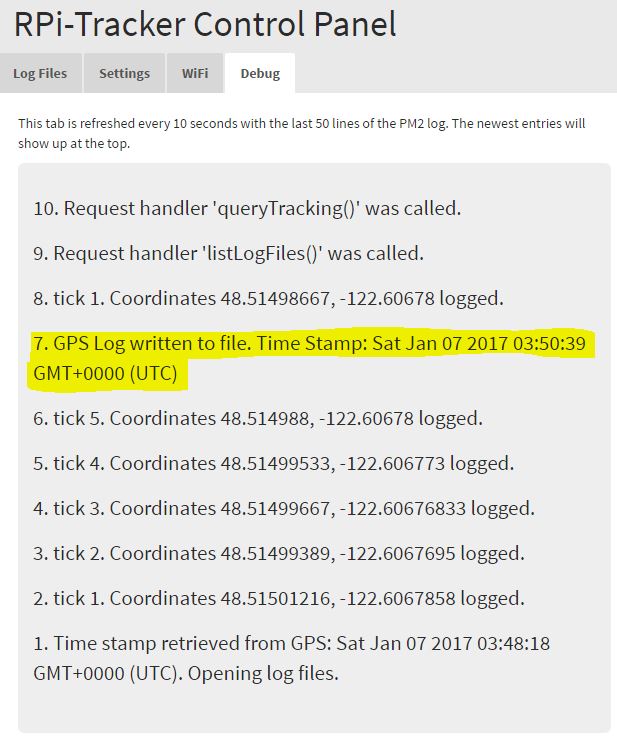 RPi-Tracker Control Panel
Log Files
Settings
WiFi
Debug
This tab is refreshed every 10 seconds with the last 50 lines of the PM2 log. The newest entries will
show up at the top.
10. Request handler 'queryTracking()' was called.
9. Request handler 'listLogFiles()' was called.
8. tick 1. Coordinates 48.51498667, -122.60678 logged.
7. GPS Log written to file. Time Stamp: Sat Jan 07 2017 03:50:39
GMT+0000 (UTC)
6. tick 5. Coordinates 48.514988, -122.60678 logged.
5. tick 4. Coordinates 48.51499533, -122.606773 logged.
4. tick 3. Coordinates 48.51499667, -122.60676833 logged.
3. tick 2. Coordinates 48.51499389, -122.6067695 logged.
2. tick 1. Coordinates 48.51501216, -122.6067858 logged.
1. Time stamp retrieved from GPS: Sat Jan 07 2017 03:48:18
GMT+0000 (UTC). Opening log files.